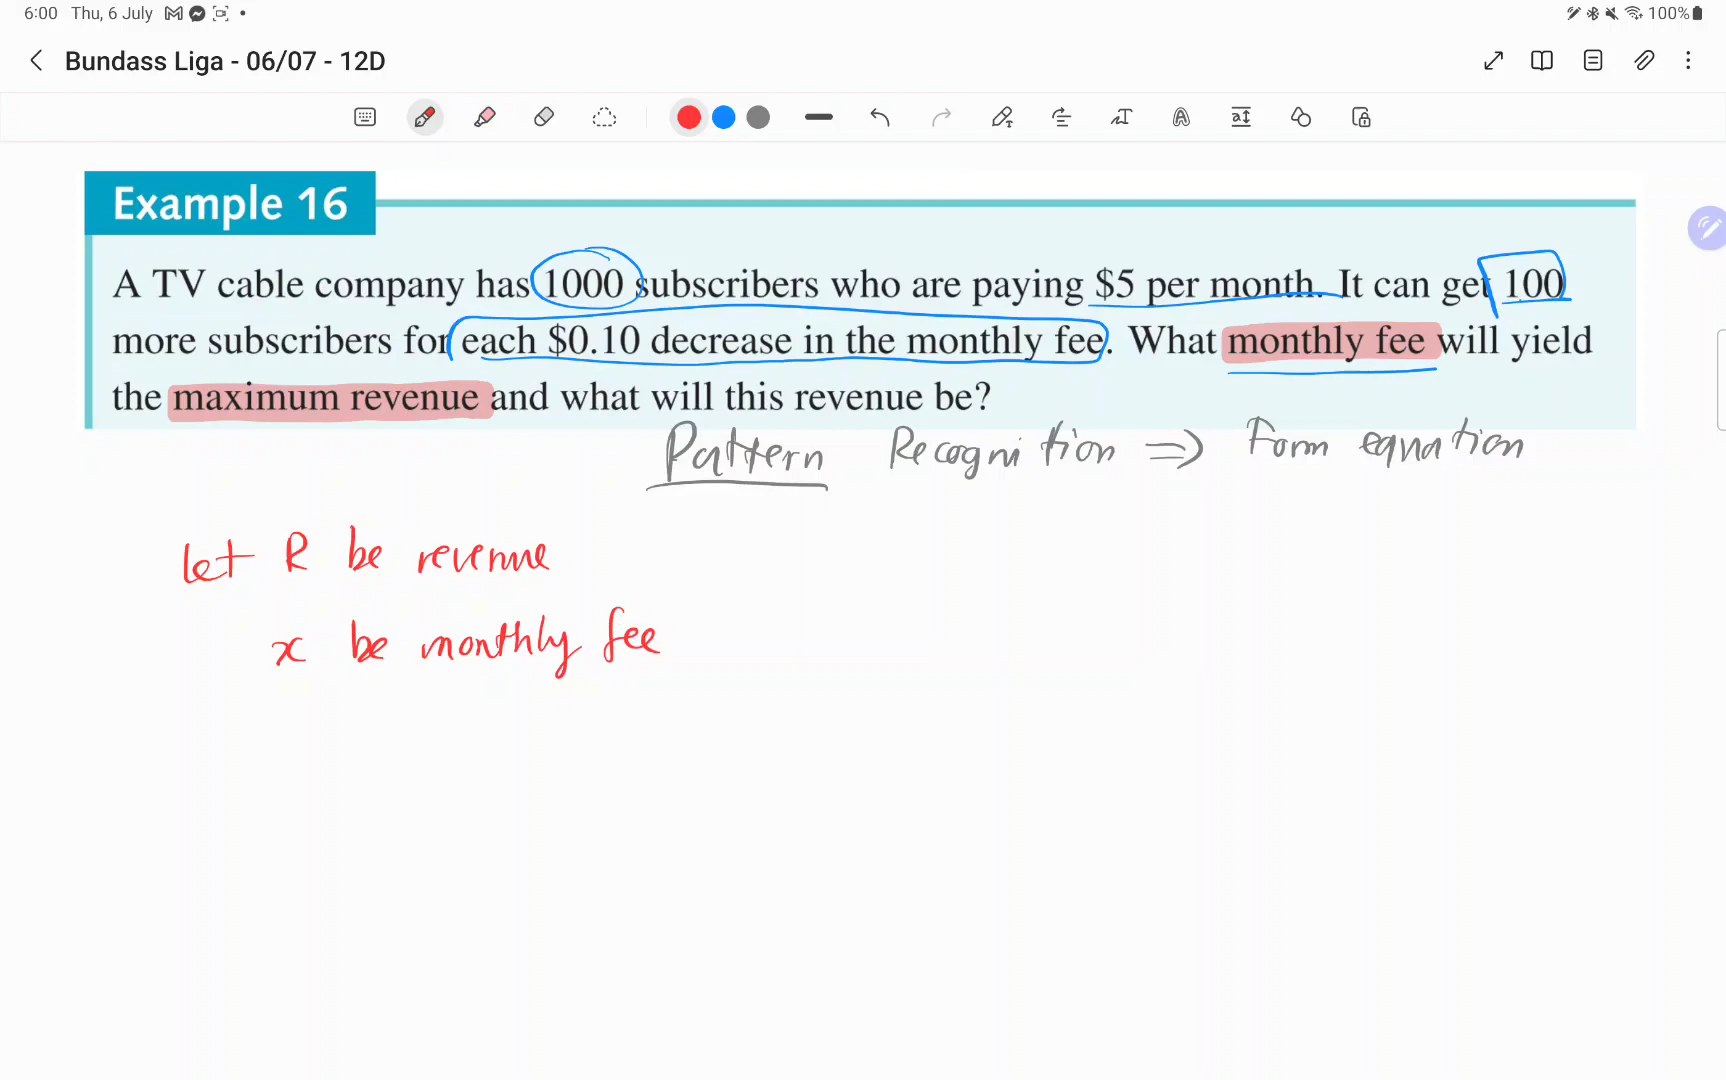 6:00 Thu, 6 July 100%
Bundass Liga - 06/07 - 12D
Example 16
A TV cable company has 1000 subscribers who are paying $5 per month. It can get 100
more subscribers for each $0.10 decrease in the monthly fee. What monthly fee will yield
the maximum revenue and what will this revenue be?
Pattern Recognition ⇒ Form equation
let R be revenue
x be monthly fee